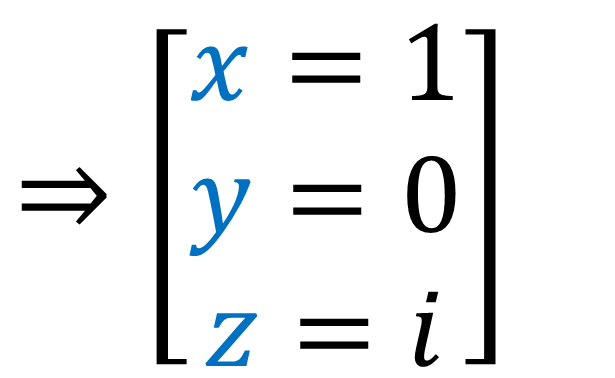 x = 1
⇒ y = 0
z = i